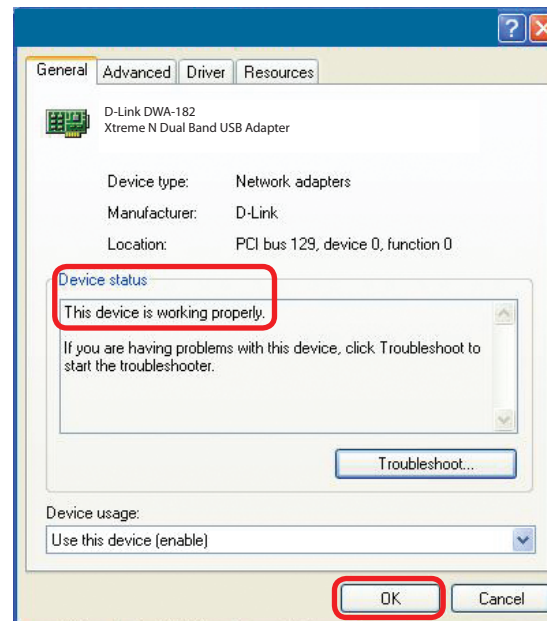 General Advanced Driver Resources
D-Link DWA-182
Xtreme N Dual Band USB Adapter
Device type: Network adapters
Manufacturer: D-Link
Location: PCI bus 129, device 0, function 0
Device status
This device is working properly.
If you are having problems with this device, click Troubleshoot to
start the troubleshooter.
Troubleshoot...
Device usage:
Use this device (enable)
OK Cancel